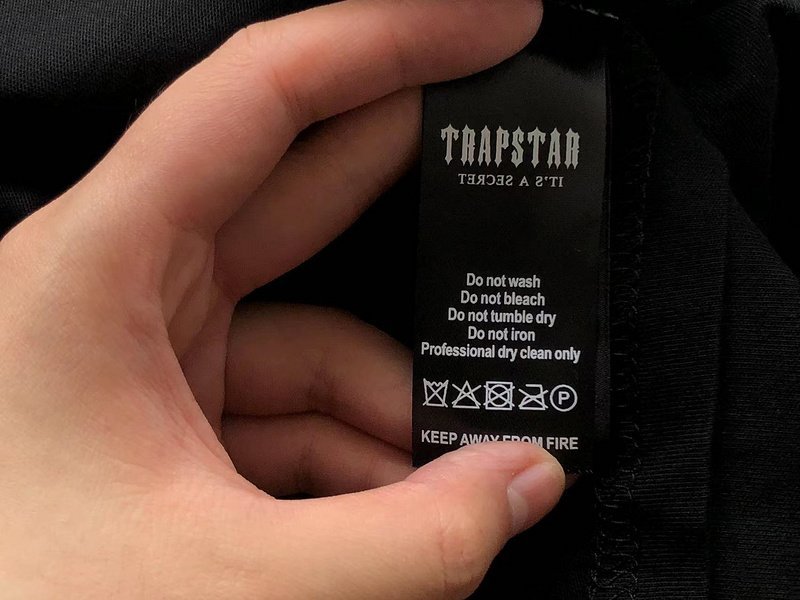 TRAPSTAR
IT'S A SECRET
Do not wash
Do not bleach
Do not tumble dry
Do not iron
Professional dry clean only
P
KEEP AWAY FROM FIRE